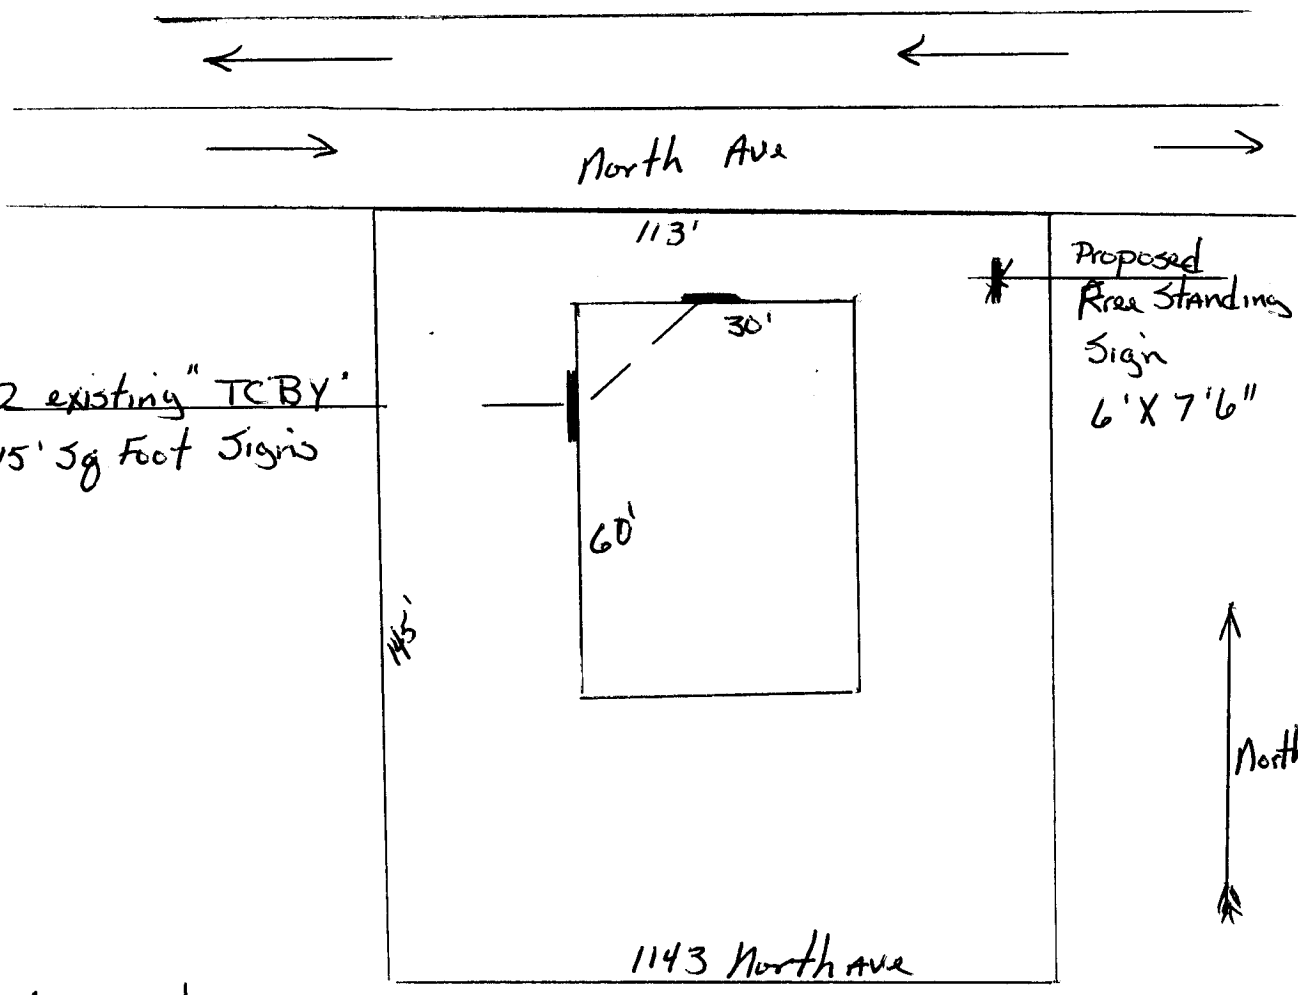 North Ave
113'
Proposed
Free Standing
Sign
6' X 7'6"
30'
2 existing "TCBY"
15' Sq Foot Signs
60'
145'
North
1143 North Ave